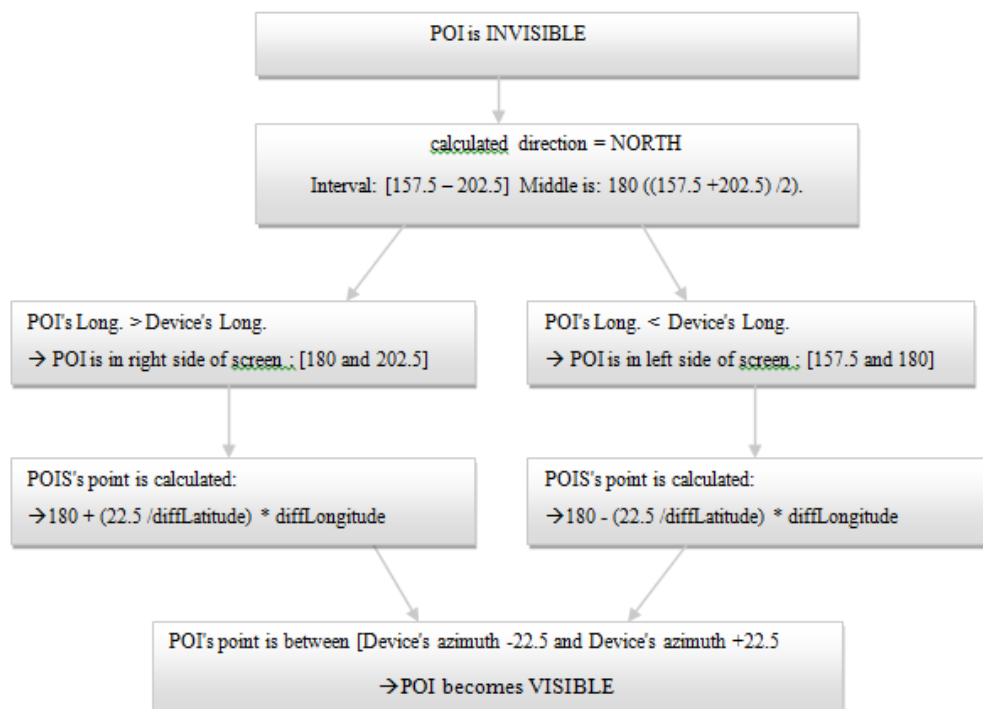 POI is INVISIBLE
calculated direction = NORTH
Interval: [157.5 – 202.5] Middle is: 180 ((157.5 +202.5) /2).
POI's Long. > Device's Long.
→ POI is in right side of screen ; [180 and 202.5]
POI's Long. < Device's Long.
→ POI is in left side of screen ; [157.5 and 180]
POIS's point is calculated:
→180 + (22.5 /diffLatitude) * diffLongitude
POIS's point is calculated:
→180 - (22.5 /diffLatitude) * diffLongitude
POI's point is between [Device's azimuth -22.5 and Device's azimuth +22.5
→POI becomes VISIBLE